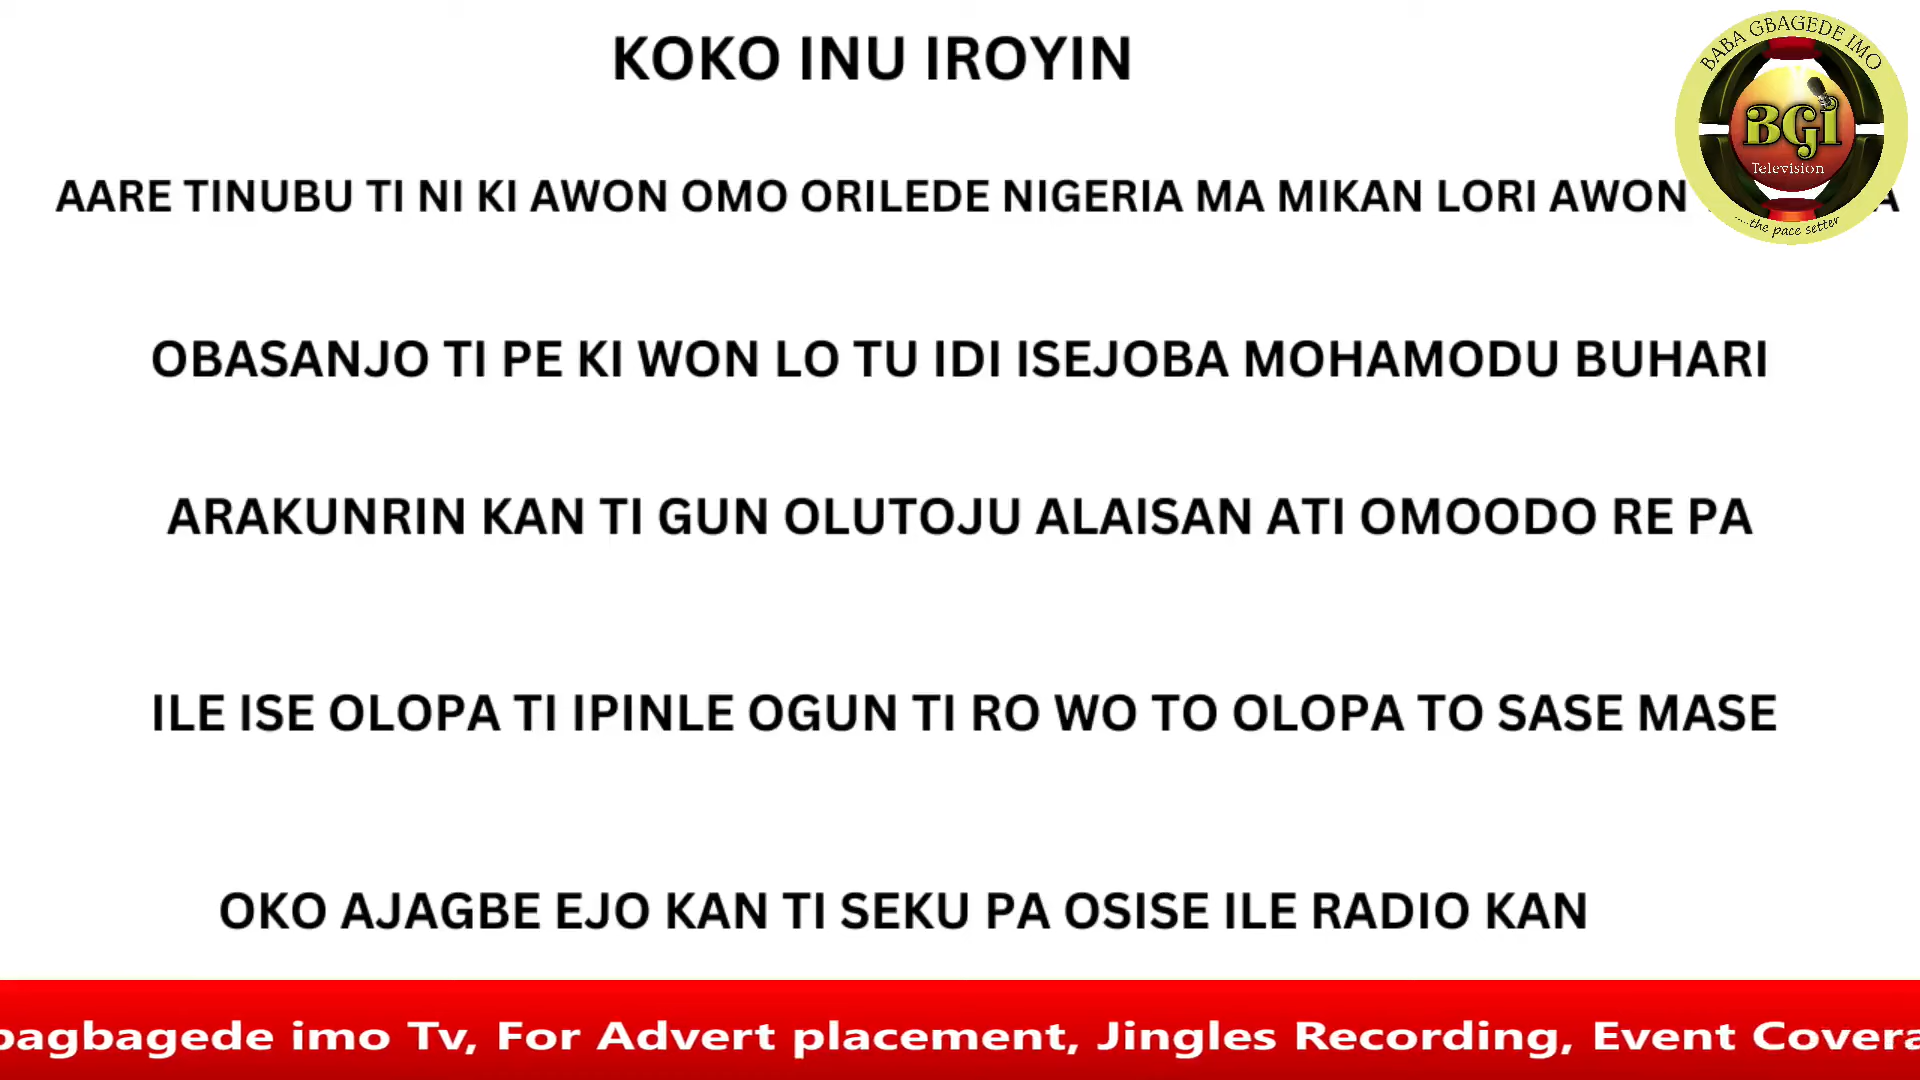 KOKO INU IROYIN
BABA GBAGEDE IMO
BGI
Television
.....the pace setter
AARE TINUBU TI NI KI AWON OMO ORILEDE NIGERIA MA MIKAN LORI AWON
OBASANJO TI PE KI WON LO TU IDI ISEJOBA MOHAMODU BUHARI
ARAKUNRIN KAN TI GUN OLUTOJU ALAISAN ATI OMOODO RE PA
ILE ISE OLOPA TI IPINLE OGUN TI RO WO TO OLOPA TO SASE MASE
OKO AJAGBE EJO KAN TI SEKU PA OSISE ILE RADIO KAN
bagbagede imo Tv, For Advert placement, Jingles Recording, Event Covera